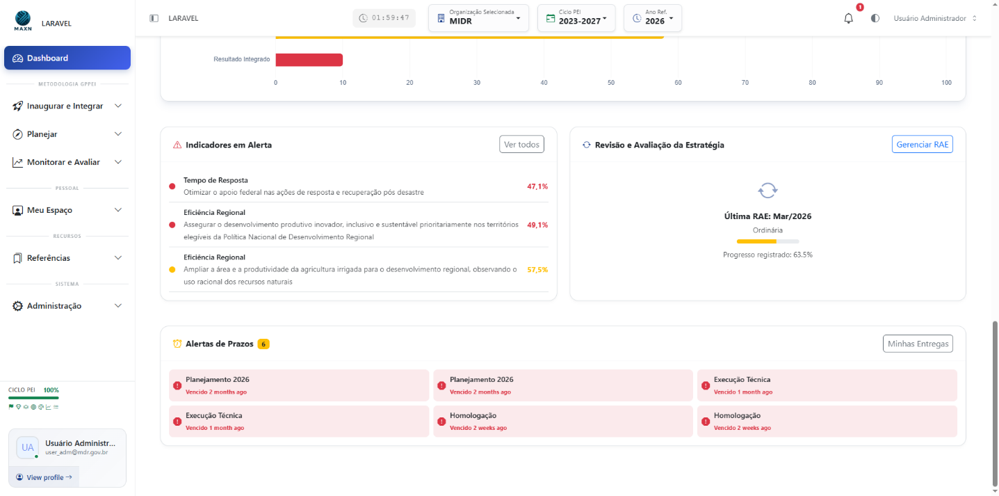 MAXN
LARAVEL
Dashboard
METODOLOGIA GPPEI
Inaugurar e Integrar
Planejar
Monitorar e Avaliar
PESSOAL
Meu Espaço
RECURSOS
Referências
SISTEMA
Administração
CICLO PEI 100%
UA
Usuário Administr...
user_adm@mdr.gov.br
View profile
LARAVEL
01:59:47
Organização Selecionada
MIDR
Ciclo PEI
2023-2027
Ano Ref.
2026
1
Usuário Administrador
Resultado Integrado
0 10 20 30 40 50 60 70 80 90 100
Indicadores em Alerta
Ver todos
Tempo de Resposta
Otimizar o apoio federal nas ações de resposta e recuperação pós desastre
47,1%
Eficiência Regional
Assegurar o desenvolvimento produtivo inovador, inclusivo e sustentável prioritariamente nos territórios
elegíveis da Política Nacional de Desenvolvimento Regional
49,1%
Eficiência Regional
Ampliar a área e a produtividade da agricultura irrigada para o desenvolvimento regional, observando o
uso racional dos recursos naturais
57,5%
Revisão e Avaliação da Estratégia
Gerenciar RAE
Última RAE: Mar/2026
Ordinária
Progresso registrado: 63.5%
Alertas de Prazos 6
Minhas Entregas
Planejamento 2026
Vencido 2 months ago
Planejamento 2026
Vencido 2 months ago
Execução Técnica
Vencido 1 month ago
Execução Técnica
Vencido 1 month ago
Homologação
Vencido 2 weeks ago
Homologação
Vencido 2 weeks ago